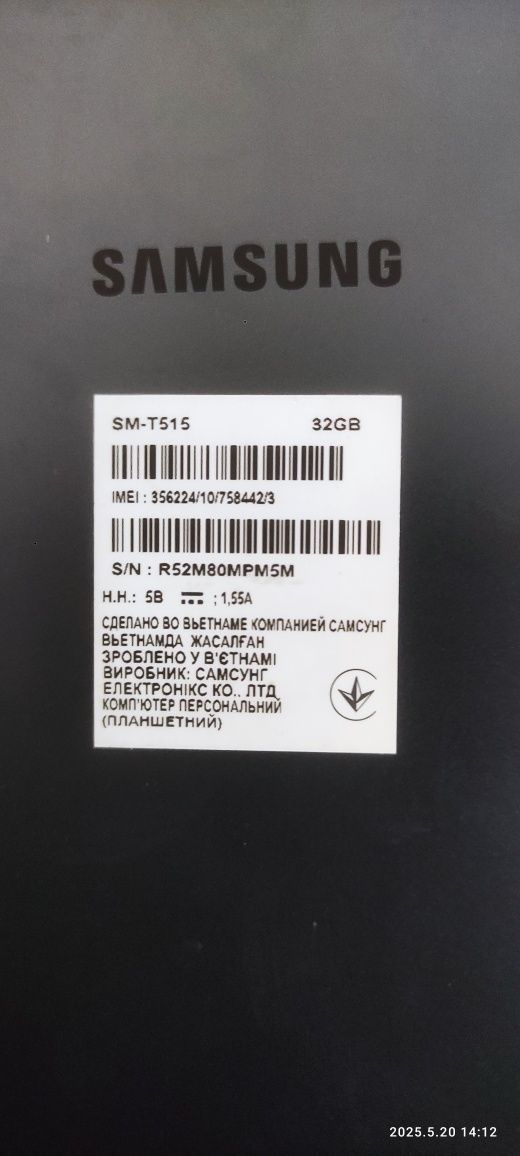 SAMSUNG
SM-T515 32GB
IMEI : 356224/10/758442/3
S/N : R52M80MPM5M
Н.Н.: 5В ; 1,55А
СДЕЛАНО ВО ВЬЕТНАМЕ КОМПАНИЕЙ САМСУНГ
ВЬЕТНАМДА ЖАСАЛҒАН
ЗРОБЛЕНО У В'ЄТНАМІ
ВИРОБНИК: САМСУНГ
ЕЛЕКТРОНІКС КО., ЛТД
КОМП'ЮТЕР ПЕРСОНАЛЬНИЙ
(ПЛАНШЕТНИЙ)
2025.5.20 14:12